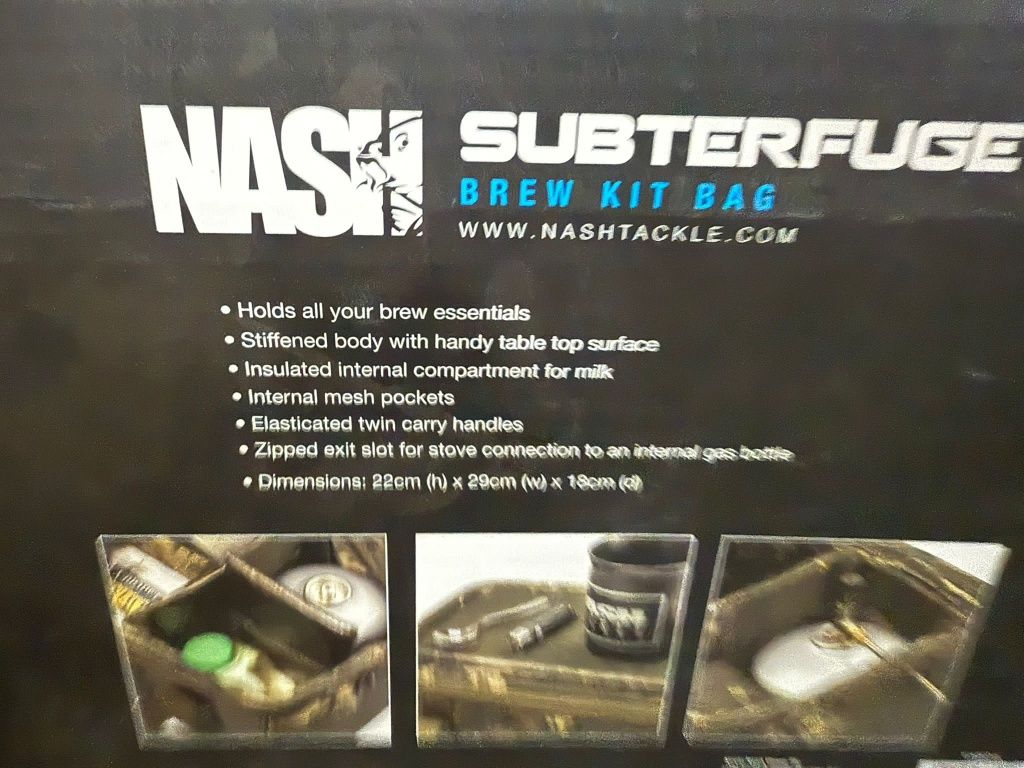 NASH
SUBTERFUGE
BREW KIT BAG
WWW.NASHTACKLE.COM
• Holds all your brew essentials
• Stiffened body with handy table top surface
• Insulated internal compartment for milk
• Internal mesh pockets
• Elasticated twin carry handles
• Zipped exit slot for stove connection to an internal gas bottle
• Dimensions: 22cm (h) x 29cm (w) x 18cm (d)
NASH